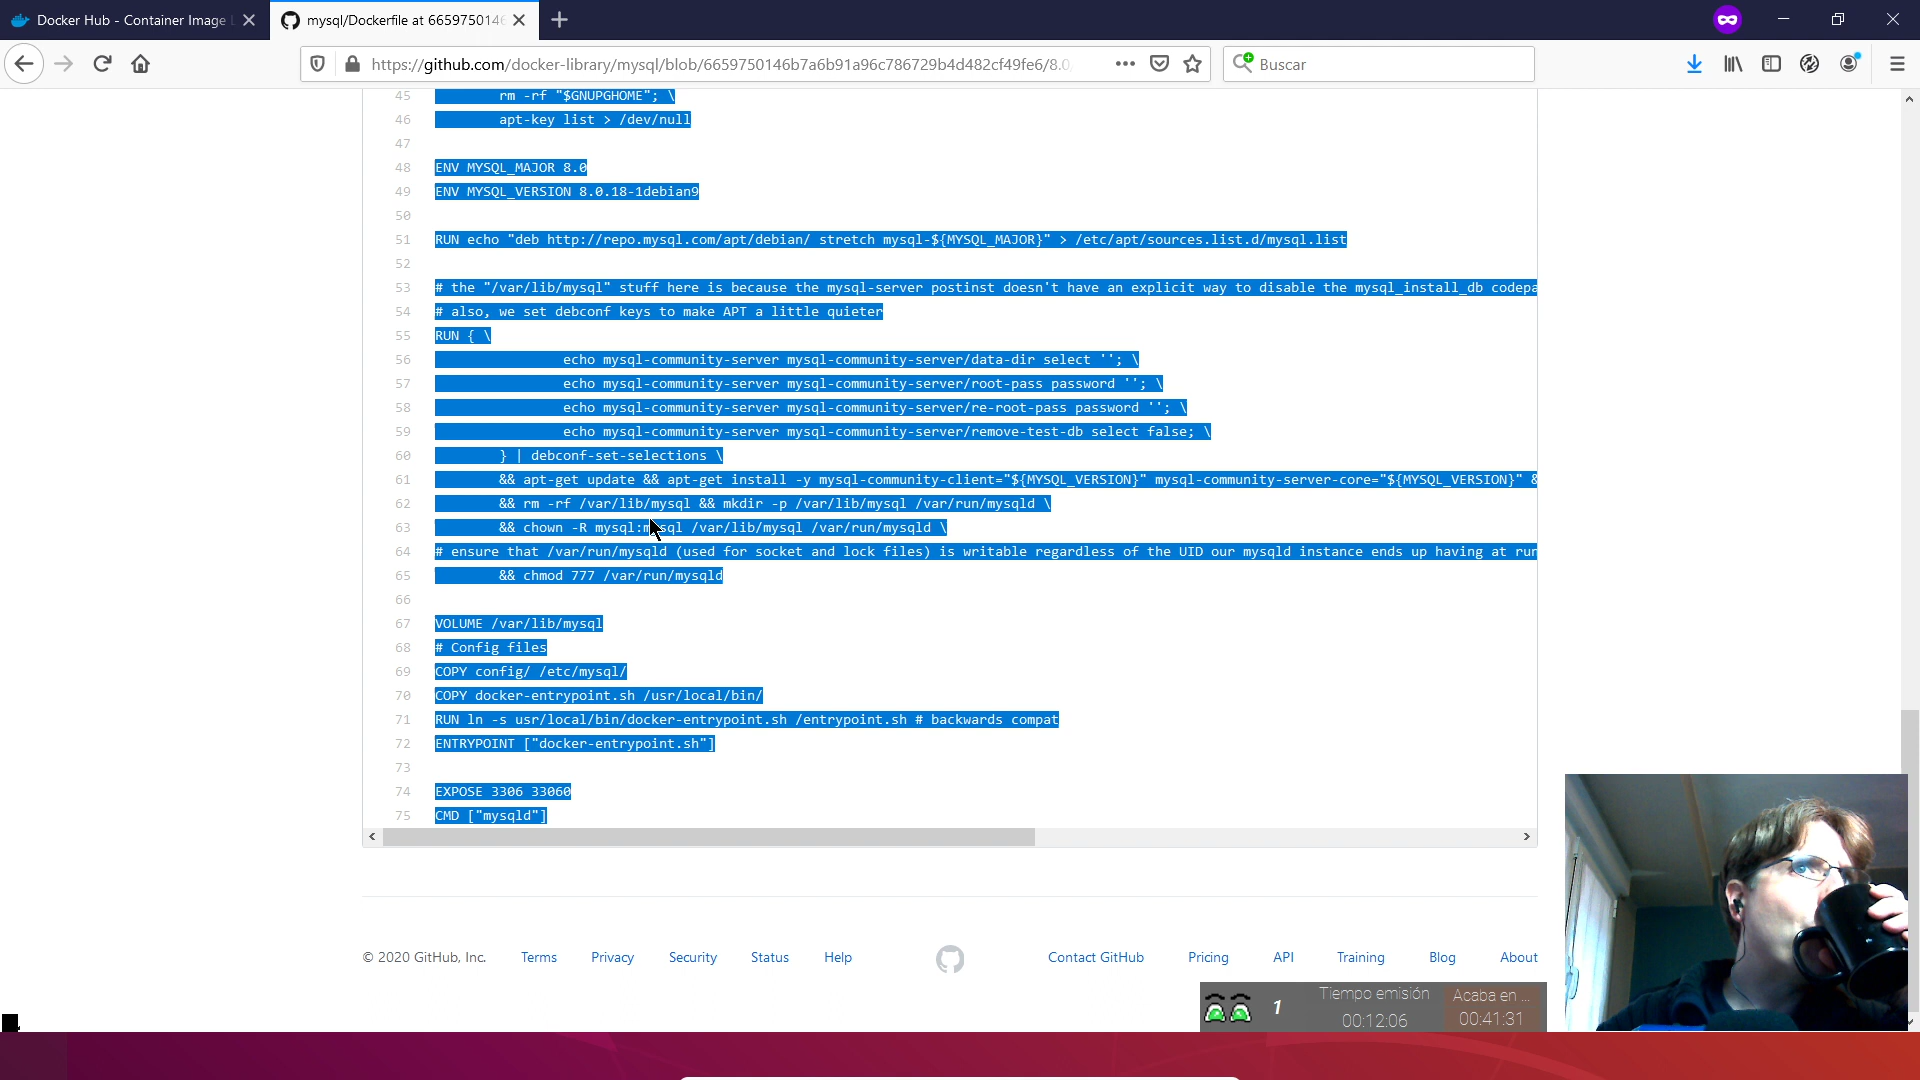 Docker Hub - Container Image
mysql/Dockerfile at 6659750146
https://github.com/docker-library/mysql/blob/6659750146b7a6b91a96c786729b4d482cf49fe6/8.0
Buscar
45 rm -rf "$GNUPGHOME"; \
46 apt-key list > /dev/null
47
48 ENV MYSQL_MAJOR 8.0
49 ENV MYSQL_VERSION 8.0.18-1debian9
50
51 RUN echo "deb http://repo.mysql.com/apt/debian/ stretch mysql-${MYSQL_MAJOR}" > /etc/apt/sources.list.d/mysql.list
52
53 # the "/var/lib/mysql" stuff here is because the mysql-server postinst doesn't have an explicit way to disable the mysql_install_db codepa
54 # also, we set debconf keys to make APT a little quieter
55 RUN { \
56 echo mysql-community-server mysql-community-server/data-dir select ''; \
57 echo mysql-community-server mysql-community-server/root-pass password ''; \
58 echo mysql-community-server mysql-community-server/re-root-pass password ''; \
59 echo mysql-community-server mysql-community-server/remove-test-db select false; \
60 } | debconf-set-selections \
61 && apt-get update && apt-get install -y mysql-community-client="${MYSQL_VERSION}" mysql-community-server-core="${MYSQL_VERSION}" &
62 && rm -rf /var/lib/mysql && mkdir -p /var/lib/mysql /var/run/mysqld \
63 && chown -R mysql:mysql /var/lib/mysql /var/run/mysqld \
64 # ensure that /var/run/mysqld (used for socket and lock files) is writable regardless of the UID our mysqld instance ends up having at run
65 && chmod 777 /var/run/mysqld
66
67 VOLUME /var/lib/mysql
68 # Config files
69 COPY config/ /etc/mysql/
70 COPY docker-entrypoint.sh /usr/local/bin/
71 RUN ln -s usr/local/bin/docker-entrypoint.sh /entrypoint.sh # backwards compat
72 ENTRYPOINT ["docker-entrypoint.sh"]
73
74 EXPOSE 3306 33060
75 CMD ["mysqld"]
© 2020 GitHub, Inc. Terms Privacy Security Status Help Contact GitHub Pricing API Training Blog About
1 Tiempo emisión Acaba en ...
00:12:06 00:41:31